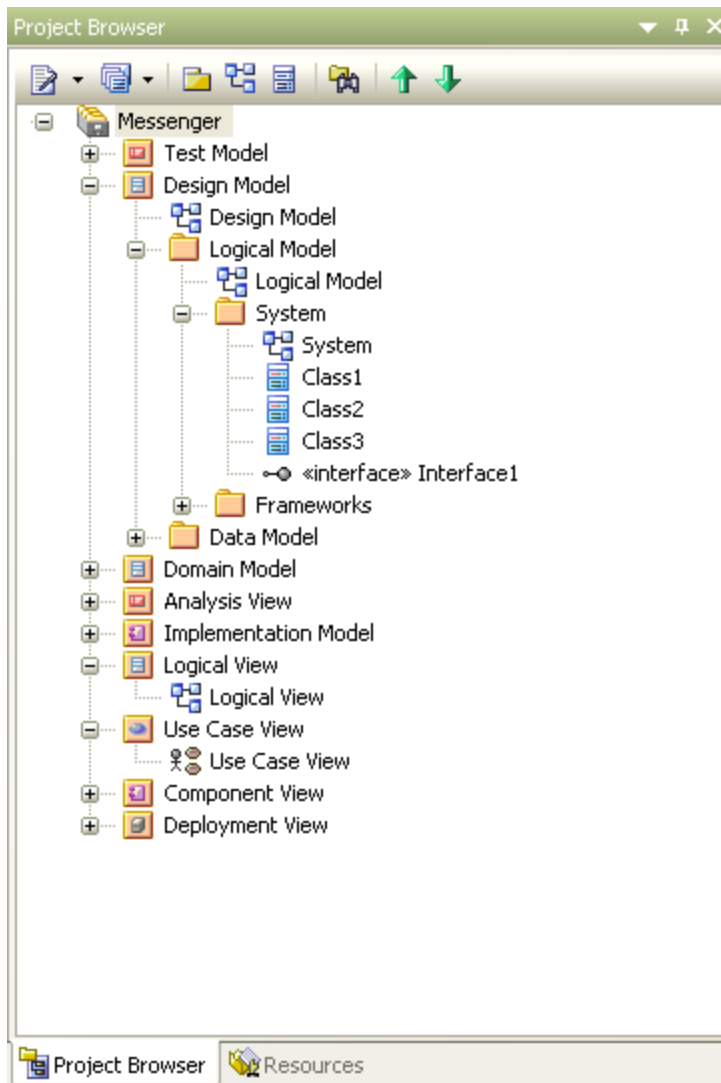 Project Browser
Messenger
Test Model
Design Model
Design Model
Logical Model
Logical Model
System
System
Class1
Class2
Class3
«interface» Interface1
Frameworks
Data Model
Domain Model
Analysis View
Implementation Model
Logical View
Logical View
Use Case View
Use Case View
Component View
Deployment View
Project Browser Resources